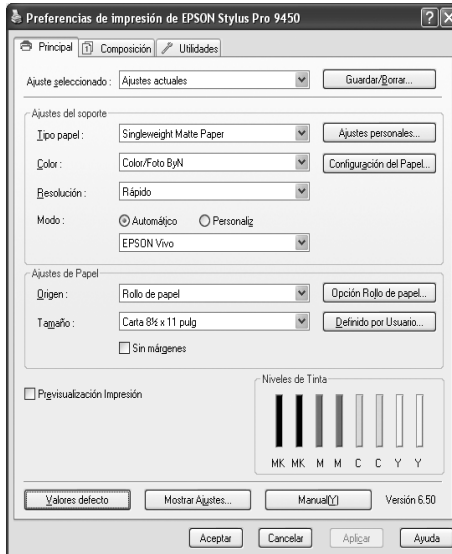 Preferencias de impresión de EPSON Stylus Pro 9450
Principal Composición Utilidades
Ajuste seleccionado : Ajustes actuales Guardar/Borrar...
Ajustes del soporte
Tipo papel : Singleweight Matte Paper Ajustes personales...
Color : Color/Foto ByN Configuración del Papel...
Resolución : Rápido
Modo : Automático Personaliz
EPSON Vivo
Ajustes de Papel
Origen : Rollo de papel Opción Rollo de papel...
Tamaño : Carta 8½ x 11 pulg Definido por Usuario...
Sin márgenes
Previsualización Impresión
Niveles de Tinta
MK MK M M C C Y Y
Valores defecto Mostrar Ajustes... Manual(Y) Versión 6.50
Aceptar Cancelar Aplicar Ayuda